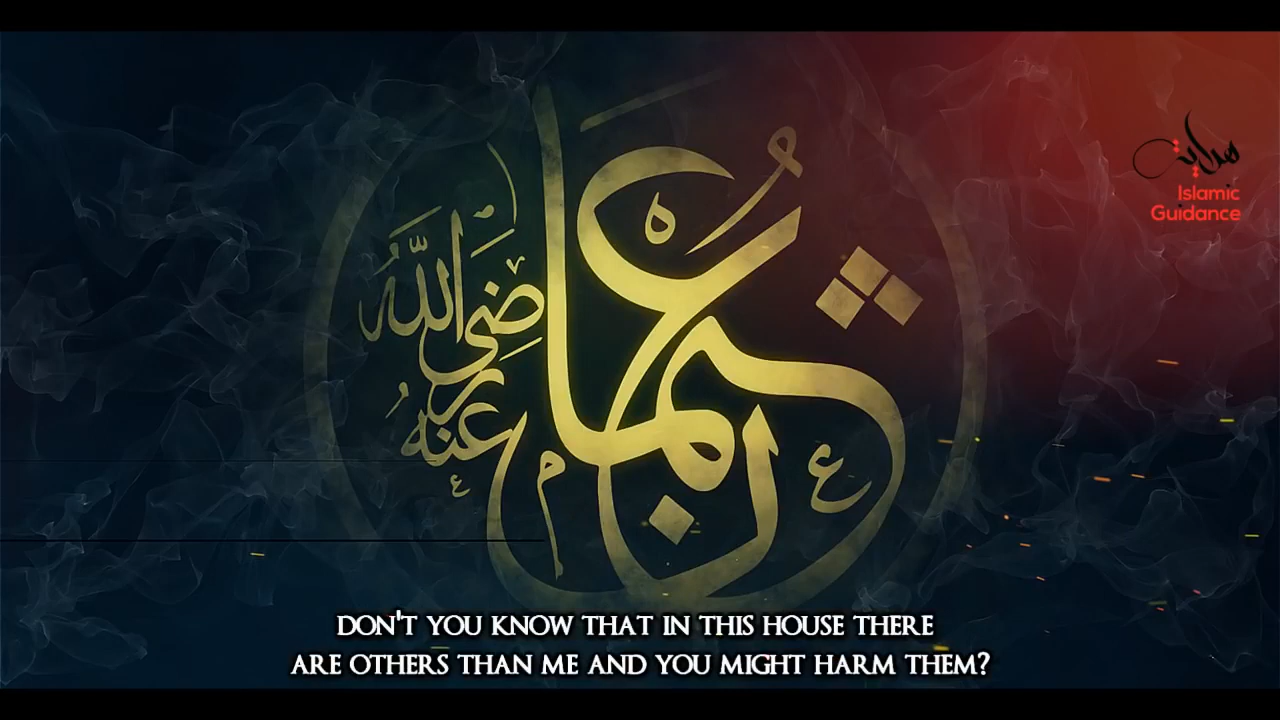 عثمان
رضي الله
عنه
هداية
Islamic
Guidance
DON'T YOU KNOW THAT IN THIS HOUSE THERE
ARE OTHERS THAN ME AND YOU MIGHT HARM THEM?